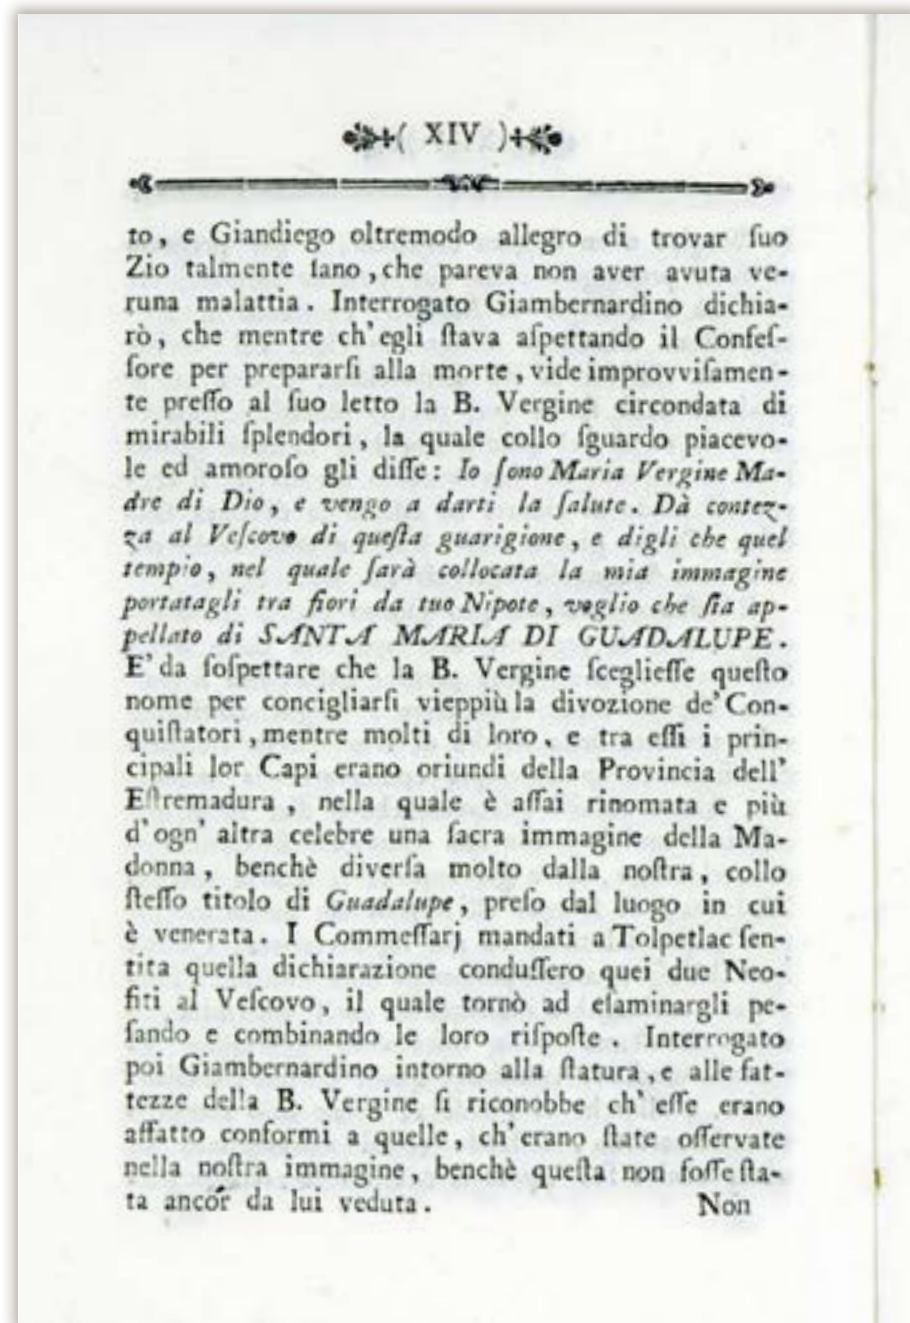 ( XIV )
to, e Giandiego oltremodo allegro di trovar ſuo
Zio talmente ſano, che pareva non aver avuta ve-
runa malattia. Interrogato Giambernardino dichia-
rò, che mentre ch'egli ſtava aſpettando il Confeſ-
ſore per prepararſi alla morte, vide improvviſamen-
te preſſo al ſuo letto la B. Vergine circondata di
mirabili ſplendori, la quale collo ſguardo piacevo-
le ed amoroſo gli diſſe: Io ſono Maria Vergine Ma-
dre di Dio, e vengo a darti la ſalute. Dà contez-
za al Veſcovo di queſta guarigione, e digli che quel
tempio, nel quale ſarà collocata la mia immagine
portatagli tra fiori da tuo Nipote, voglio che ſia ap-
pellato di SANTA MARIA DI GUADALUPE.
E' da ſoſpettare che la B. Vergine ſceglieſſe queſto
nome per concigliarſi vieppiù la divozione de' Con-
quiſtatori, mentre molti di loro, e tra eſſi i prin-
cipali lor Capi erano oriundi della Provincia dell'
Eſtremadura, nella quale è aſſai rinomata e più
d'ogn' altra celebre una ſacra immagine della Ma-
donna, benchè diverſa molto dalla noſtra, collo
ſteſſo titolo di Guadalupe, preſo dal luogo in cui
è venerata. I Commeſſarj mandati a Tolpetlac ſen-
tita quella dichiarazione conduſſero quei due Neo-
fiti al Veſcovo, il quale tornò ad eſaminargli pe-
ſando e combinando le loro riſpoſte. Interrogato
poi Giambernardino intorno alla ſtatura, e alle fat-
tezze della B. Vergine ſi riconobbe ch' eſſe erano
affatto conformi a quelle, ch'erano ſtate oſſervate
nella noſtra immagine, benchè queſta non foſſe ſta-
ta ancor da lui veduta. Non